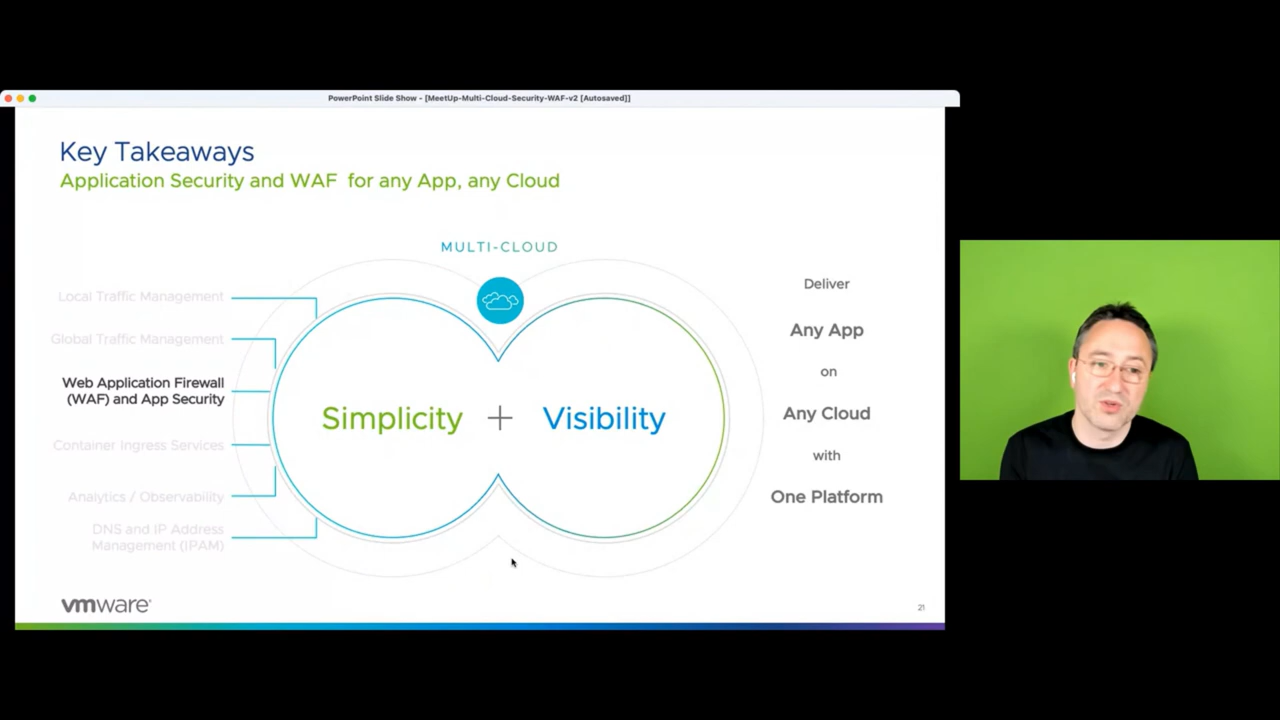 PowerPoint Slide Show - [MeetUp-Multi-Cloud-Security-WAF-v2 [Autosaved]]
Key Takeaways
Application Security and WAF for any App, any Cloud
MULTI-CLOUD
Local Traffic Management
Global Traffic Management
Web Application Firewall
(WAF) and App Security
Container Ingress Services
Analytics / Observability
DNS and IP Address
Management (IPAM)
Simplicity + Visibility
Deliver
Any App
on
Any Cloud
with
One Platform
vmware®
21